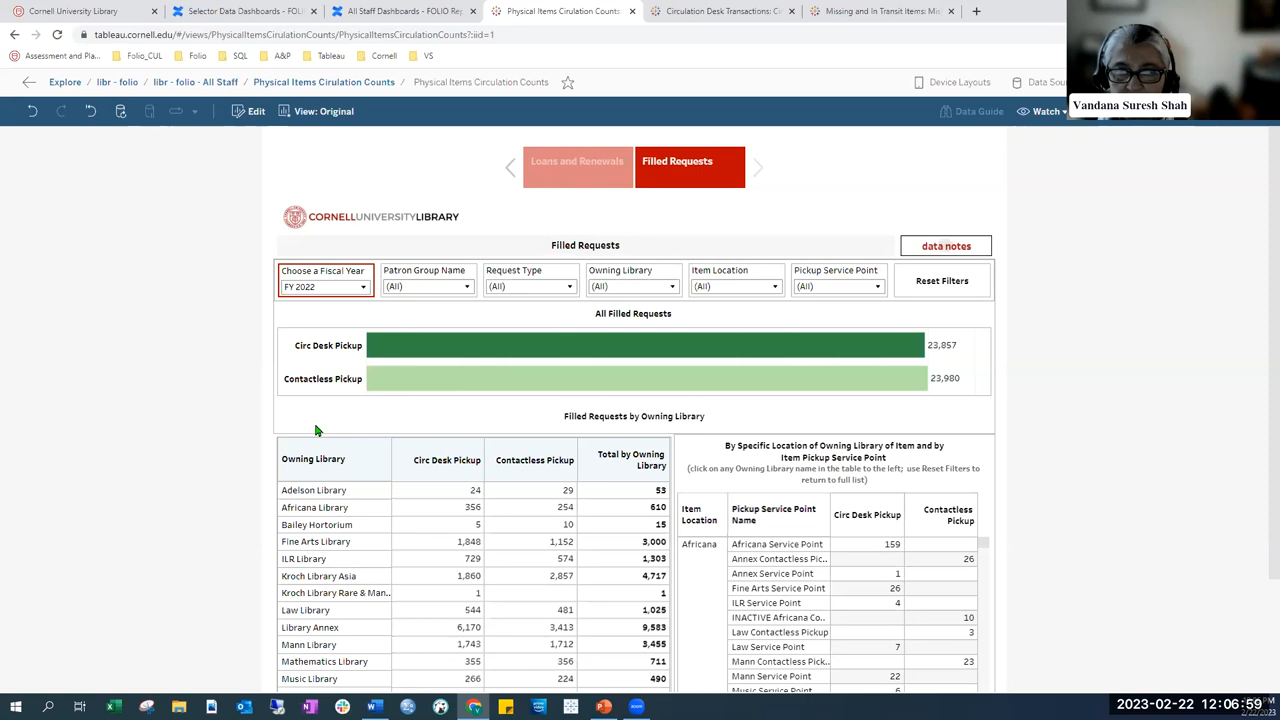 Cornell University Library
Selector Data Dashboards - FOLI
All Staff Dashboards - FOLIO Re
Physical Items Circulation Counts
Circulation Desk Transactions: C
Missing and In Transit Items: Mis
tableau.cornell.edu/#/views/PhysicalItemsCirulationCounts/PhysicalItemsCirculationCounts?:iid=1
Assessment and Pla...
Folio_CUL
Folio
SQL
A&P
Tableau
Cornell
VS
Explore / libr - folio / libr - folio - All Staff / Physical Items Cirulation Counts / Physical Items Circulation Counts
Device Layouts
Data Sou
Vandana Suresh Shah
Edit
View: Original
Data Guide
Watch
Loans and Renewals
Filled Requests
CORNELLUNIVERSITYLIBRARY
Filled Requests
data notes
Choose a Fiscal Year
FY 2022
Patron Group Name
(All)
Request Type
(All)
Owning Library
(All)
Item Location
(All)
Pickup Service Point
(All)
Reset Filters
All Filled Requests
Circ Desk Pickup 23,857
Contactless Pickup 23,980
Filled Requests by Owning Library
Owning Library Circ Desk Pickup Contactless Pickup Total by Owning Library
Adelson Library 24 29 53
Africana Library 356 254 610
Bailey Hortorium 5 10 15
Fine Arts Library 1,848 1,152 3,000
ILR Library 729 574 1,303
Kroch Library Asia 1,860 2,857 4,717
Kroch Library Rare & Man.. 1 1
Law Library 544 481 1,025
Library Annex 6,170 3,413 9,583
Mann Library 1,743 1,712 3,455
Mathematics Library 355 356 711
Music Library 266 224 490
By Specific Location of Owning Library of Item and by
Item Pickup Service Point
(click on any Owning Library name in the table to the left; use Reset Filters to
return to full list)
Item Location Pickup Service Point Name Circ Desk Pickup Contactless Pickup
Africana Africana Service Point 159
Annex Contactless Pic.. 26
Annex Service Point 1
Fine Arts Service Point 26
ILR Service Point 4
INACTIVE Africana Co.. 10
Law Contactless Pickup 3
Law Service Point 7
Mann Contactless Pick.. 23
Mann Service Point 22
Music Service Point 6
2023-02-22 12:06:59